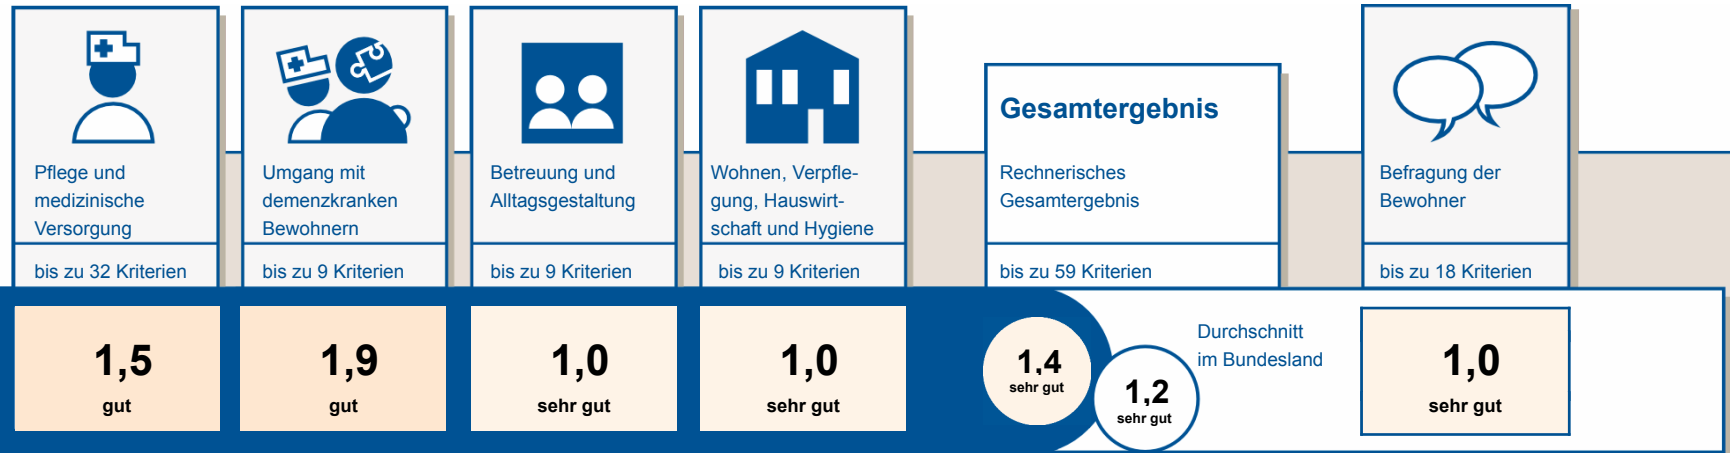 Pflege und
medizinische
Versorgung
bis zu 32 Kriterien
1,5
gut
Umgang mit
demenzkranken
Bewohnern
bis zu 9 Kriterien
1,9
gut
Betreuung und
Alltagsgestaltung
bis zu 9 Kriterien
1,0
sehr gut
Wohnen, Verpfle-
gung, Hauswirt-
schaft und Hygiene
bis zu 9 Kriterien
1,0
sehr gut
Gesamtergebnis
Rechnerisches
Gesamtergebnis
bis zu 59 Kriterien
1,4
sehr gut
Durchschnitt
im Bundesland
1,2
sehr gut
Befragung der
Bewohner
bis zu 18 Kriterien
1,0
sehr gut